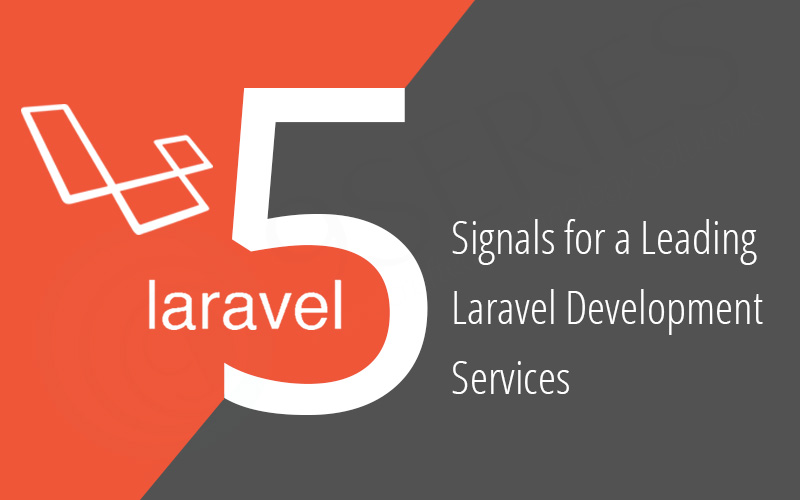 5
laravel
Signals for a Leading
Laravel Development
Services